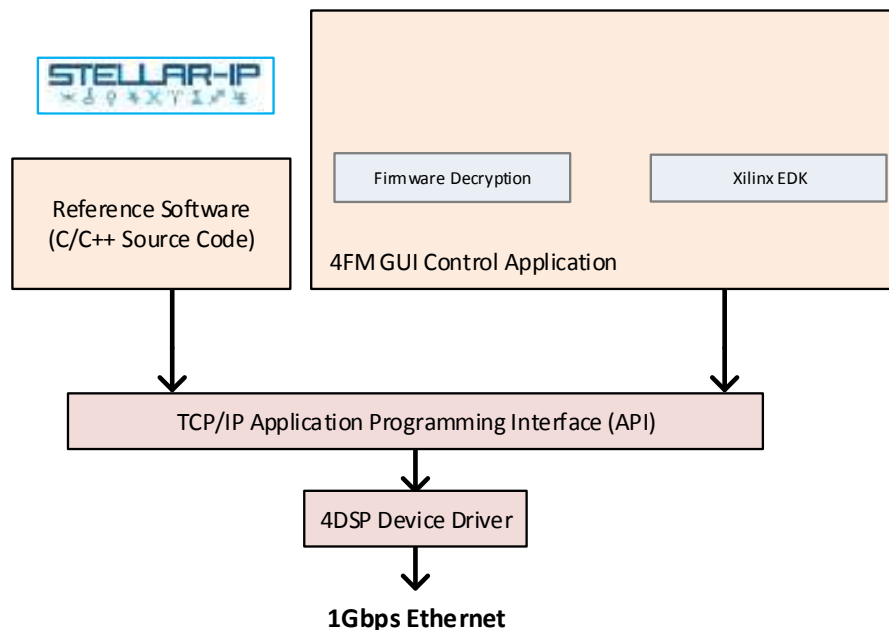 STELLAR-IP
Firmware Decryption
Xilinx EDK
Reference Software
(C/C++ Source Code)
4FM GUI Control Application
TCP/IP Application Programming Interface (API)
4DSP Device Driver
1Gbps Ethernet